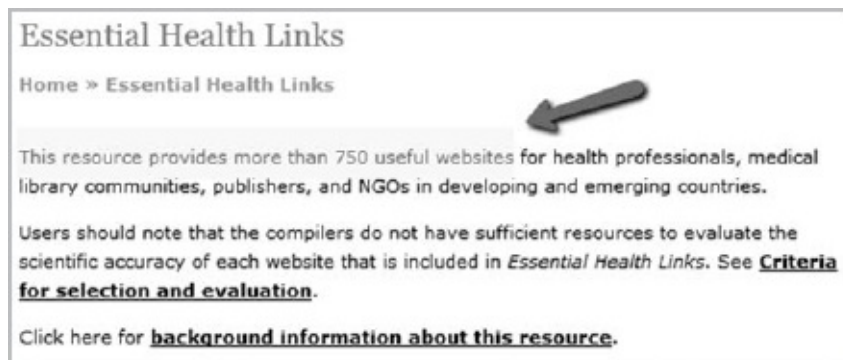 Essential Health Links
Home » Essential Health Links
This resource provides more than 750 useful websites for health professionals, medical
library communities, publishers, and NGOs in developing and emerging countries.
Users should note that the compilers do not have sufficient resources to evaluate the
scientific accuracy of each website that is included in Essential Health Links. See Criteria
for selection and evaluation.
Click here for background information about this resource.